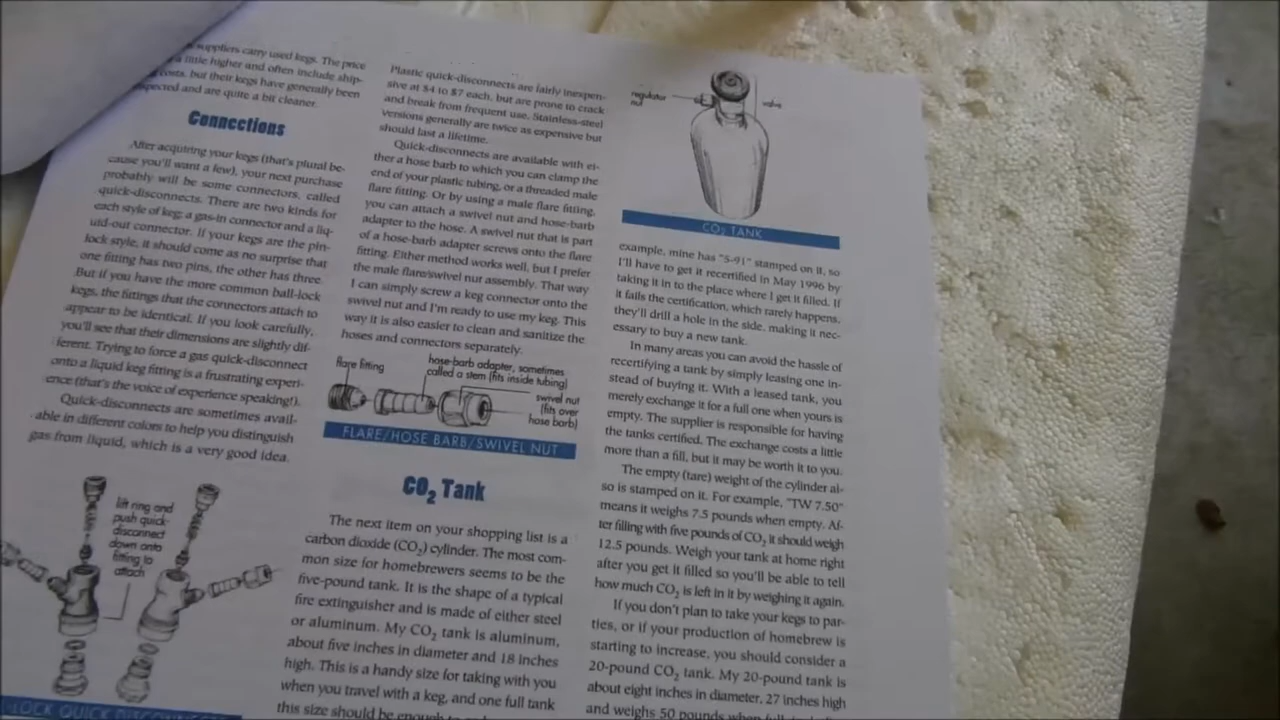 suppliers carry used kegs. The price
a little higher and often include ship-
costs, but their kegs have generally been
and are quite a bit cleaner.
Connections
After acquiring your kegs (that's plural be-
cause you'll want a few), your next purchase
probably will be some connectors, called
quick-disconnects. There are two kinds for
each style of keg; a gas-in connector and a liq-
uid-out connector. If your kegs are the pin-
lock style, it should come as no surprise that
one fitting has two pins, the other has three.
But if you have the more common ball-lock
kegs, the fittings that the connectors attach to
appear to be identical. If you look carefully,
you'll see that their dimensions are slightly dif-
ferent. Trying to force a gas quick-disconnect
onto a liquid keg fitting is a frustrating experi-
ence (that's the voice of experience speaking!).
Quick-disconnects are sometimes avail-
able in different colors to help you distinguish
gas from liquid, which is a very good idea.
lift ring and
push quick-
disconnect
down onto
fitting to
attach
LOCK QUICK DISCONNECT
Plastic quick-disconnects are fairly inexpen-
sive at $4 to $7 each, but are prone to crack
and break from frequent use. Stainless-steel
versions generally are twice as expensive but
should last a lifetime.
Quick-disconnects are available with ei-
ther a hose barb to which you can clamp the
end of your plastic tubing, or a threaded male
flare fitting. Or by using a male flare fitting,
you can attach a swivel nut and hose-barb
adapter to the hose. A swivel nut that is part
of a hose-barb adapter screws onto the flare
fitting. Either method works well, but I prefer
the male flare/swivel nut assembly. That way
I can simply screw a keg connector onto the
swivel nut and I'm ready to use my keg. This
way it is also easier to clean and sanitize the
hoses and connectors separately.
flare fitting
hose-barb adapter, sometimes
called a stem (fits inside tubing)
swivel nut
(fits over
hose barb)
FLARE/HOSE BARB/SWIVEL NUT
CO₂ Tank
The next item on your shopping list is a
carbon dioxide (CO₂) cylinder. The most com-
mon size for homebrewers seems to be the
five-pound tank. It is the shape of a typical
fire extinguisher and is made of either steel
or aluminum. My CO₂ tank is aluminum,
about five inches in diameter and 18 inches
high. This is a handy size for taking with you
when you travel with a keg, and one full tank
this size should be enough to
regulator
nut
valve
CO₂ TANK
example, mine has "5-91" stamped on it, so
I'll have to get it recertified in May 1996 by
taking it in to the place where I get it filled. If
it fails the certification, which rarely happens,
they'll drill a hole in the side, making it nec-
essary to buy a new tank.
In many areas you can avoid the hassle of
recertifying a tank by simply leasing one in-
stead of buying it. With a leased tank, you
merely exchange it for a full one when yours is
empty. The supplier is responsible for having
the tanks certified. The exchange costs a little
more than a fill, but it may be worth it to you.
The empty (tare) weight of the cylinder al-
so is stamped on it. For example, "TW 7.50"
means it weighs 7.5 pounds when empty. Af-
ter filling with five pounds of CO₂ it should weigh
12.5 pounds. Weigh your tank at home right
after you get it filled so you'll be able to tell
how much CO₂ is left in it by weighing it again.
If you don't plan to take your kegs to par-
ties, or if your production of homebrew is
starting to increase, you should consider a
20-pound CO₂ tank. My 20-pound tank is
about eight inches in diameter, 27 inches high
and weighs 50 pounds when full